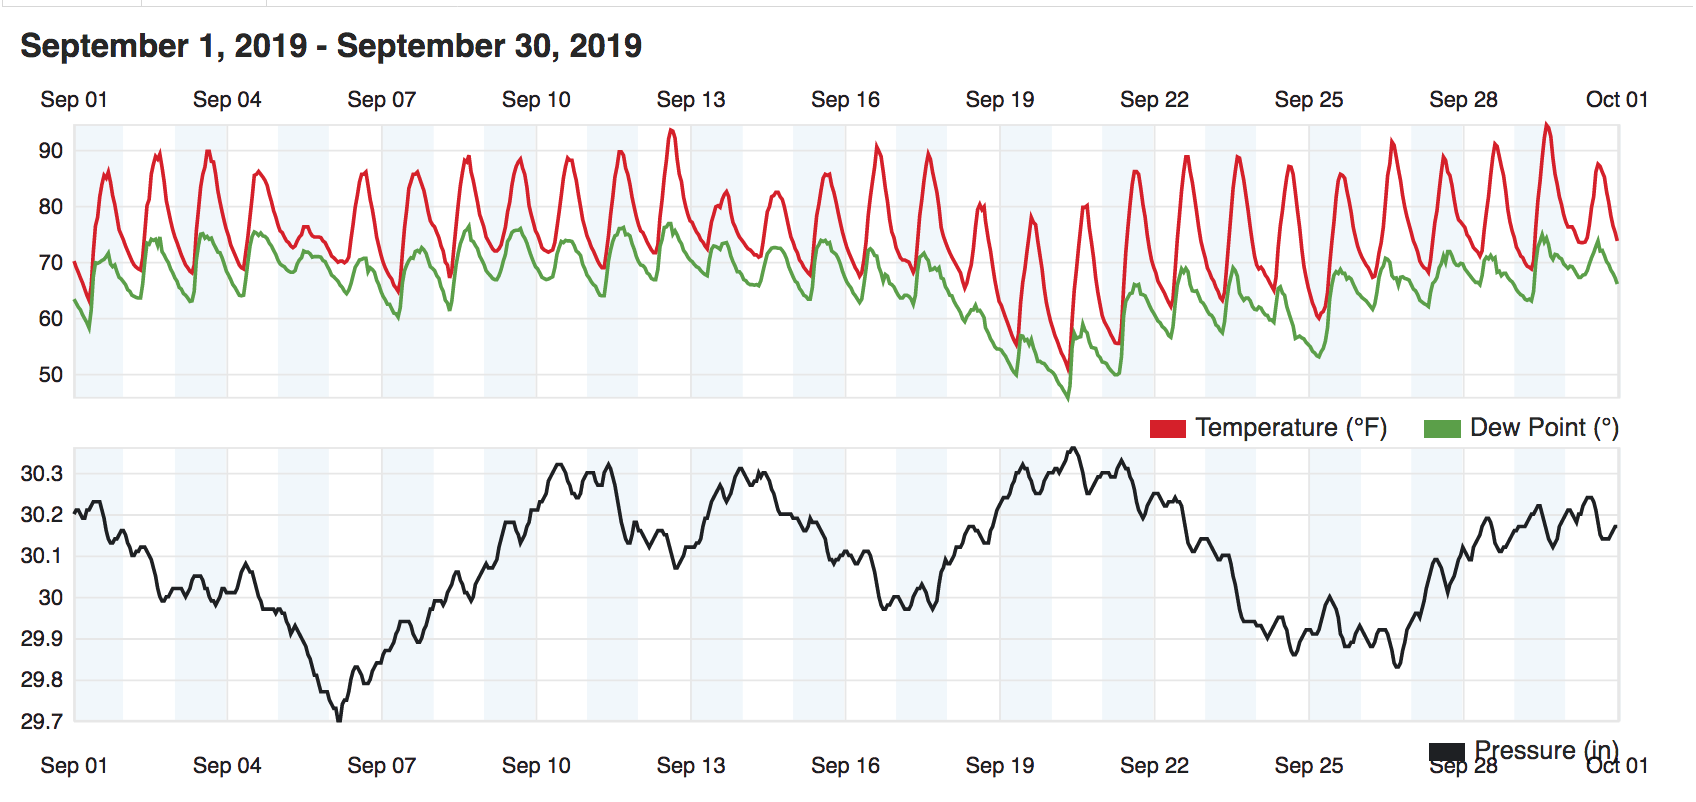 September 1, 2019 - September 30, 2019
Sep 01 Sep 04 Sep 07 Sep 10 Sep 13 Sep 16 Sep 19 Sep 22 Sep 25 Sep 28 Oct 01
90
80
70
60
50
Temperature (°F) Dew Point (°)
30.3
30.2
30.1
30
29.9
29.8
29.7
Pressure (in)
Sep 01 Sep 04 Sep 07 Sep 10 Sep 13 Sep 16 Sep 19 Sep 22 Sep 25 Sep 28 Oct 01